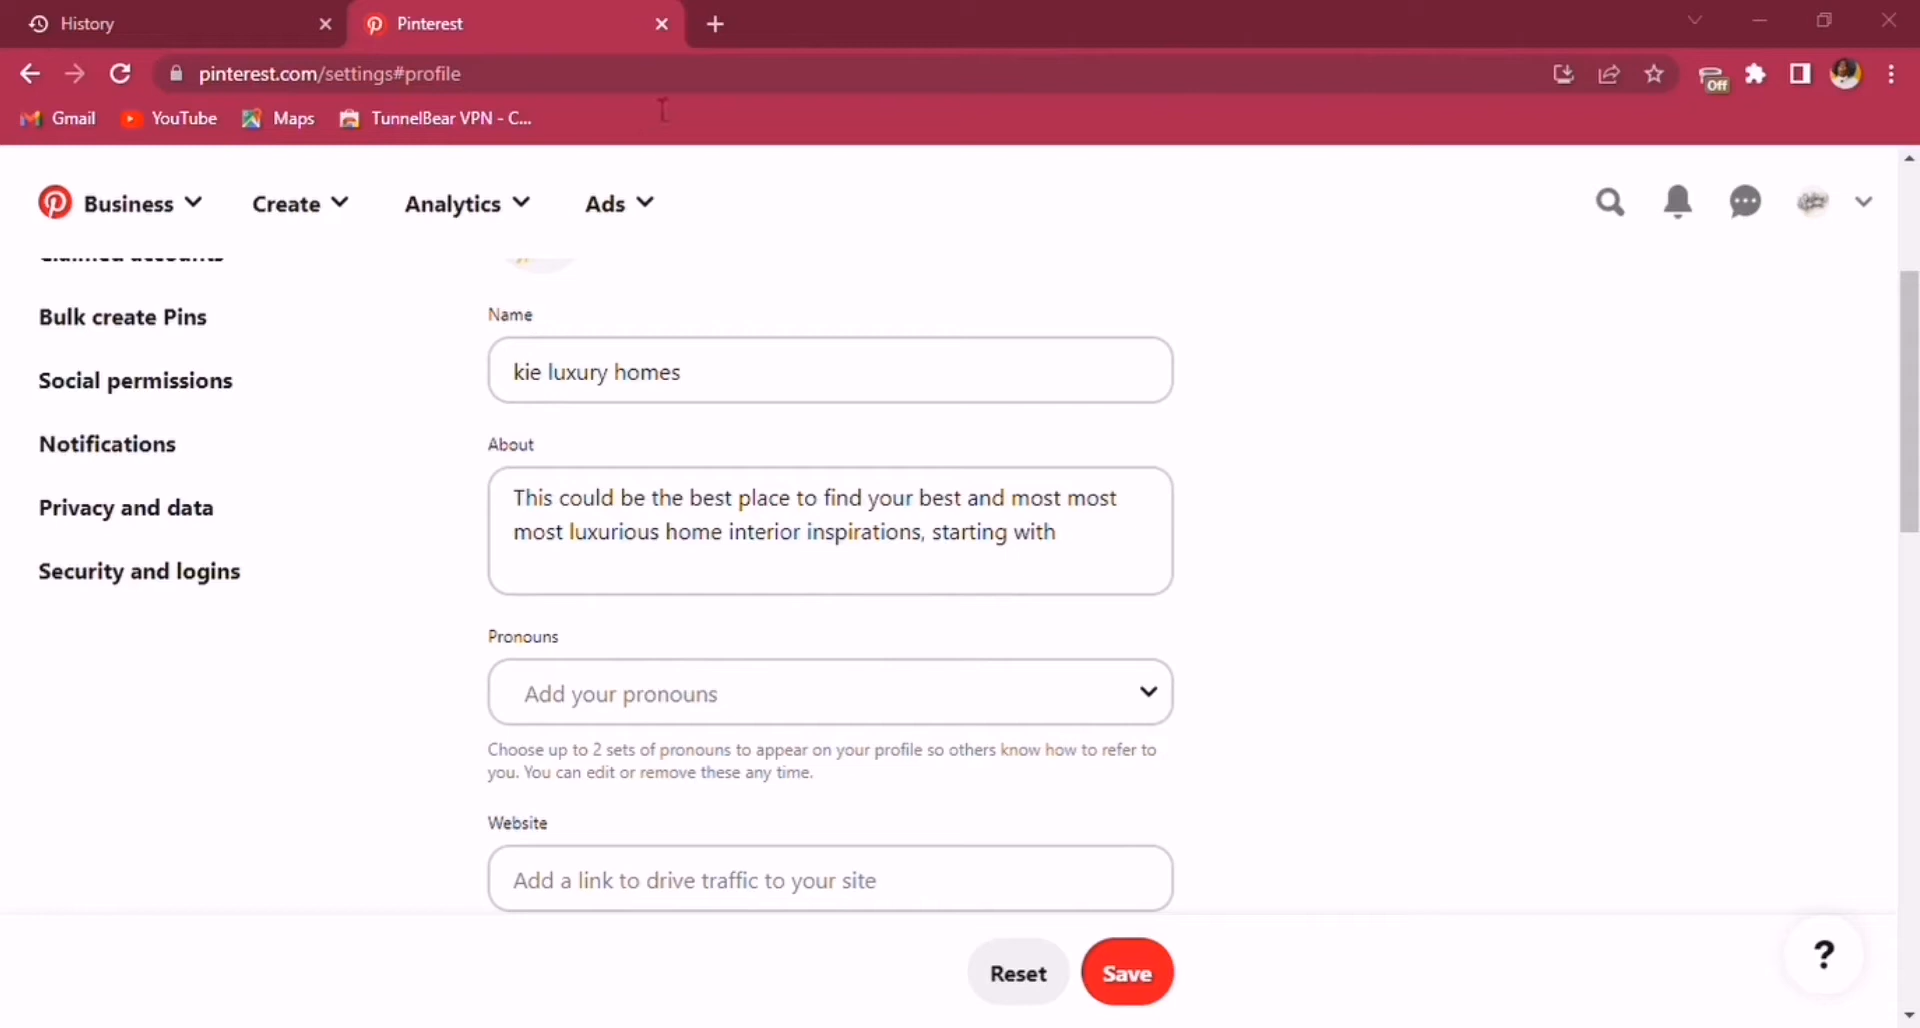 History
Pinterest
pinterest.com/settings#profile
Off
Gmail
YouTube
Maps
TunnelBear VPN - C...
Business
Create
Analytics
Ads
Claimed accounts
Bulk create Pins
Social permissions
Notifications
Privacy and data
Security and logins
Name
kie luxury homes
About
This could be the best place to find your best and most most
most luxurious home interior inspirations, starting with
Pronouns
Add your pronouns
Choose up to 2 sets of pronouns to appear on your profile so others know how to refer to
you. You can edit or remove these any time.
Website
Add a link to drive traffic to your site
Reset
Save
?